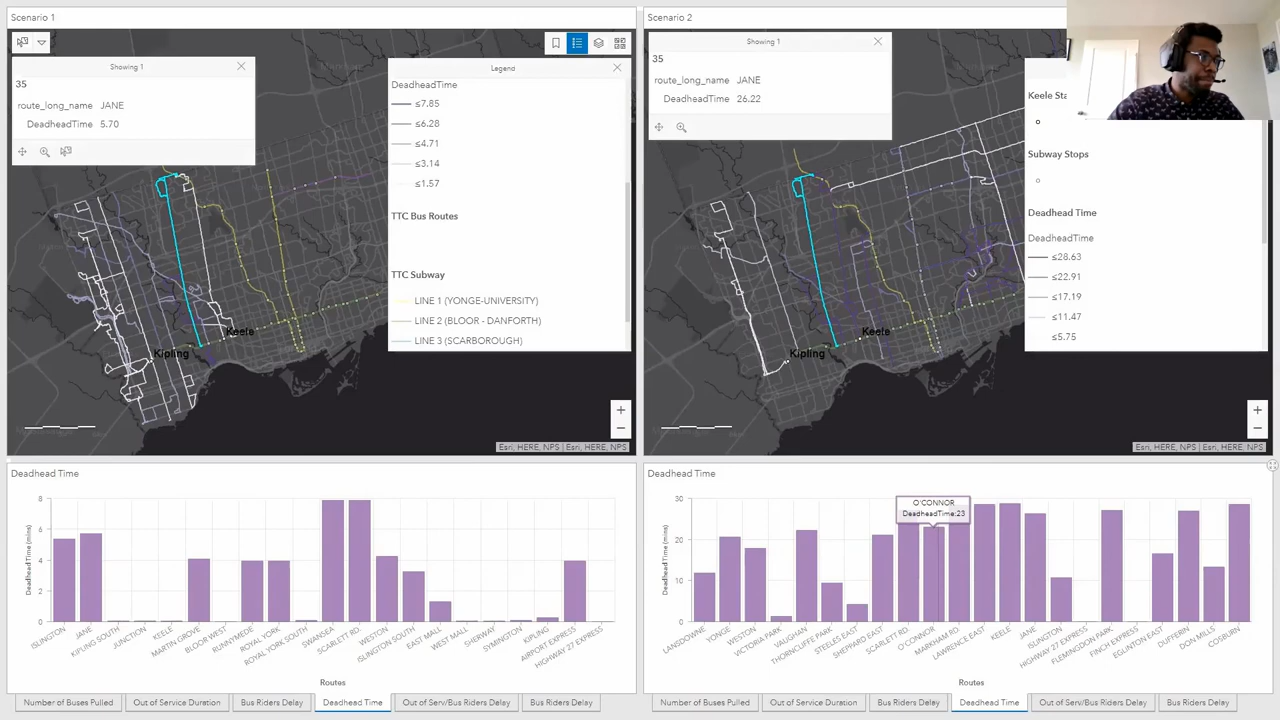 Scenario 1
Showing 1
35
route_long_name JANE
DeadheadTime 5.70
Legend
DeadheadTime
≤7.85
≤6.28
≤4.71
≤3.14
≤1.57
TTC Bus Routes
TTC Subway
LINE 1 (YONGE-UNIVERSITY)
LINE 2 (BLOOR - DANFORTH)
LINE 3 (SCARBOROUGH)
Keele
Kipling
Esri, HERE, NPS | Esri, HERE, NPS
Scenario 2
Showing 1
35
route_long_name JANE
DeadheadTime 26.22
Keele Sta
Subway Stops
Deadhead Time
DeadheadTime
≤28.63
≤22.91
≤17.19
≤11.47
≤5.75
Keele
Kipling
Esri, HERE, NPS | Esri, HERE, NPS
Deadhead Time
Deadhead Time (mins)
8
6
4
2
0
ISLINGTON
JANE
KIPLING SOUTH
JUNCTION
KEELE
MARTIN GROVE
BLOOR WEST
RUNNYMEDE
ROYAL YORK
ROYAL YORK SOUTH
SWANSEA
SCARLETT RD.
WESTON
ISLINGTON SOUTH
EAST MALL
WEST MALL
SHERWAY
SYMINGTON
KIPLING
AIRPORT EXPRESS
HIGHWAY 27 EXPRESS
Routes
Number of Buses Pulled
Out of Service Duration
Bus Riders Delay
Deadhead Time
Out of Serv/Bus Riders Delay
Bus Riders Delay
Deadhead Time
Deadhead Time (mins)
30
20
10
0
O'CONNOR
DeadheadTime:23
LANSDOWNE
YONGE
WESTON
VICTORIA PARK
VAUGHAN
THORNCLIFFE PARK
STEELES EAST
SHEPPARD EAST
SCARLETT RD.
O'CONNOR
MARKHAM RD.
LAWRENCE EAST
KEELE
JANE
ISLINGTON
HIGHWAY 27 EXPRESS
FLEMINGDON PARK
FINCH EXPRESS
EGLINTON EAST
DUFFERIN
DON MILLS
COSBURN
Routes
Number of Buses Pulled
Out of Service Duration
Bus Riders Delay
Deadhead Time
Out of Serv/Bus Riders Delay
Bus Riders Delay